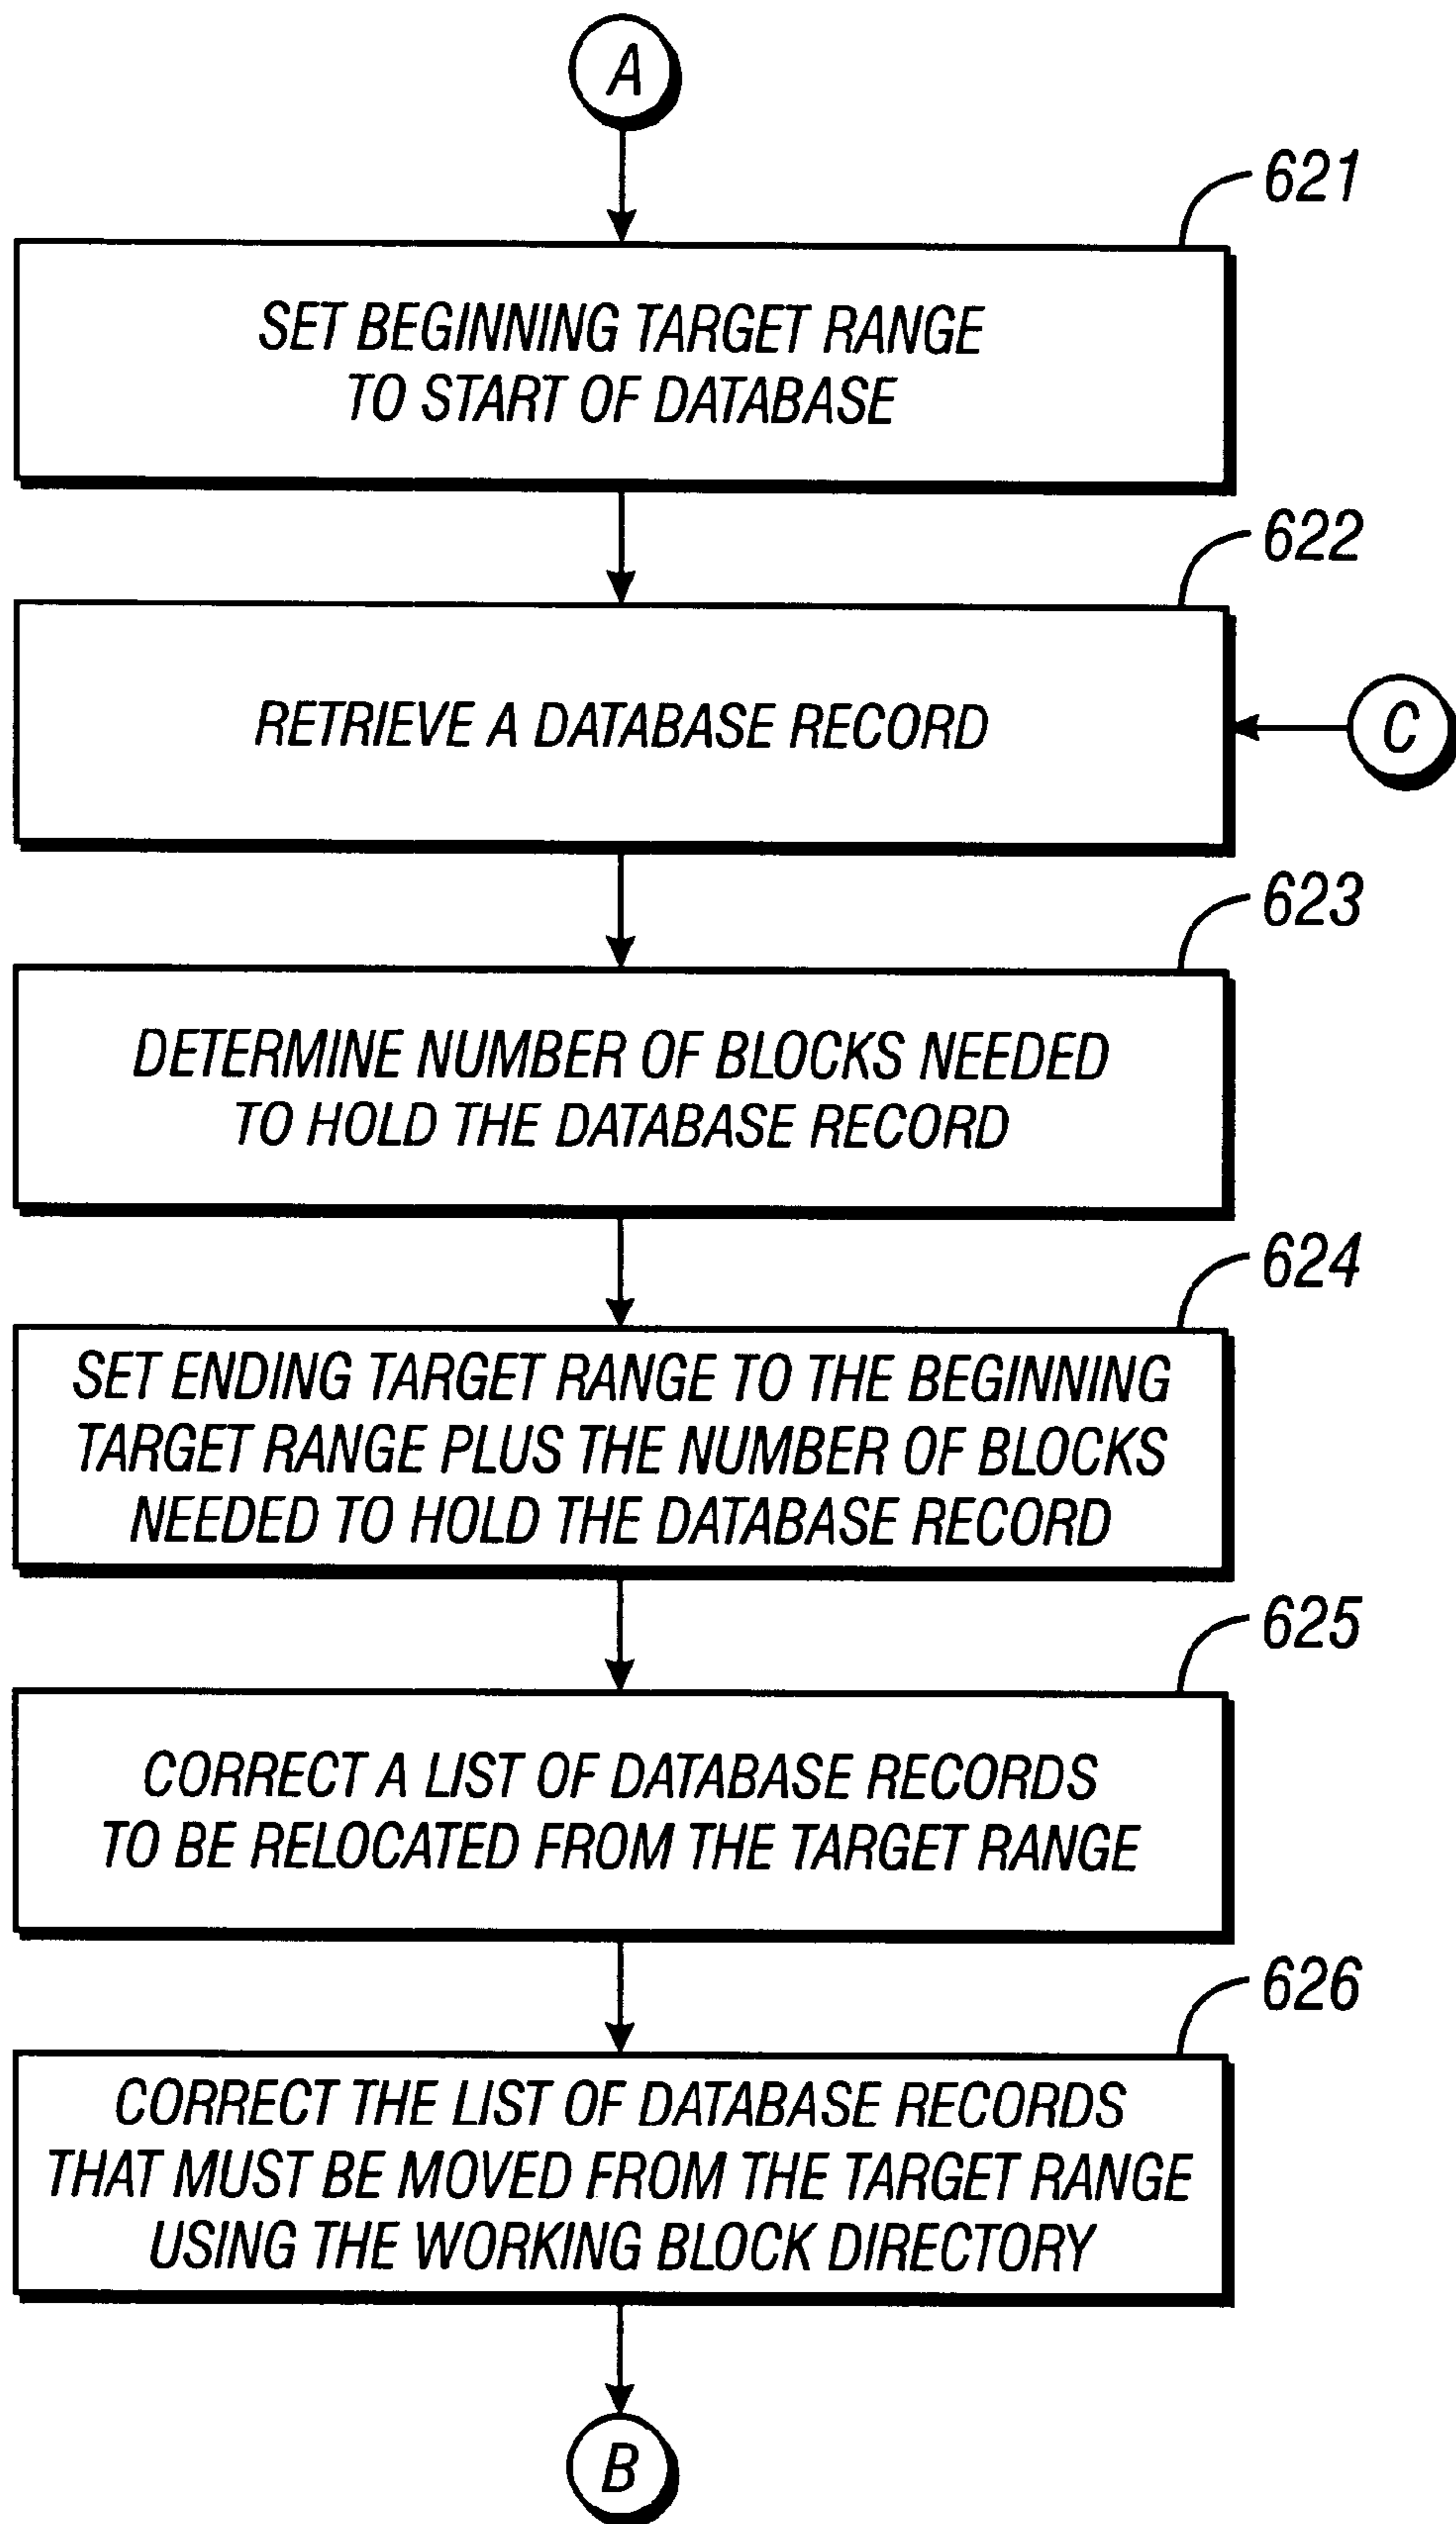 A
621
SET BEGINNING TARGET RANGE
TO START OF DATABASE
622
RETRIEVE A DATABASE RECORD
C
623
DETERMINE NUMBER OF BLOCKS NEEDED
TO HOLD THE DATABASE RECORD
624
SET ENDING TARGET RANGE TO THE BEGINNING
TARGET RANGE PLUS THE NUMBER OF BLOCKS
NEEDED TO HOLD THE DATABASE RECORD
625
CORRECT A LIST OF DATABASE RECORDS
TO BE RELOCATED FROM THE TARGET RANGE
626
CORRECT THE LIST OF DATABASE RECORDS
THAT MUST BE MOVED FROM THE TARGET RANGE
USING THE WORKING BLOCK DIRECTORY
B